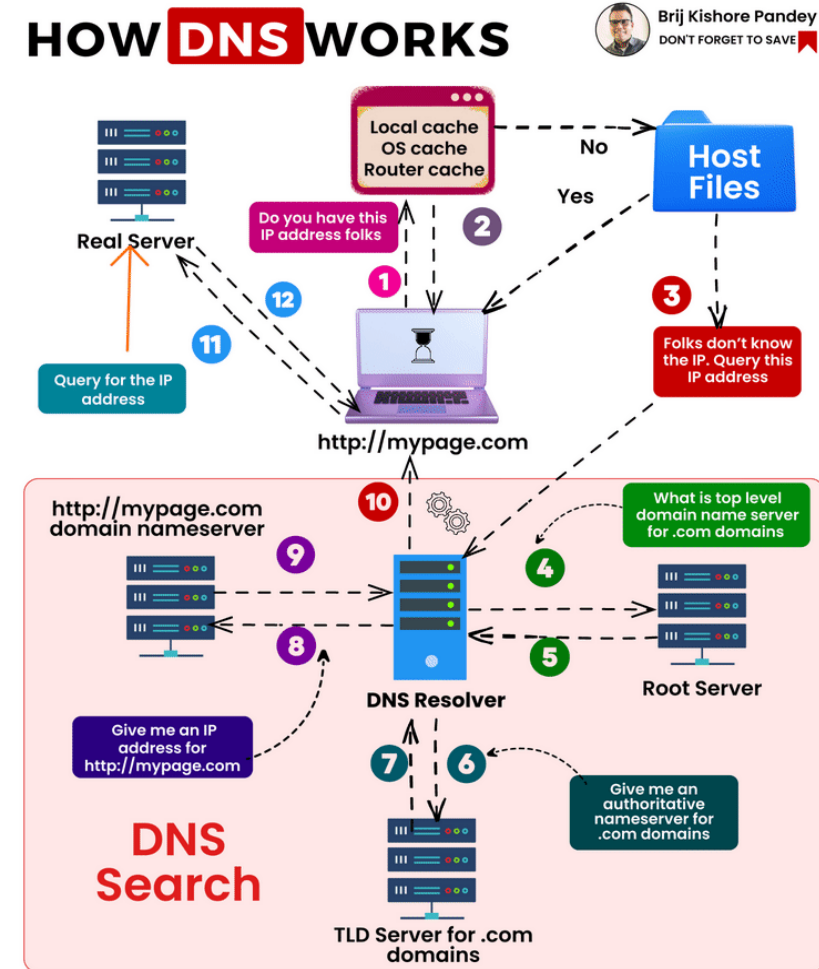 HOW DNS WORKS
Brij Kishore Pandey
DON'T FORGET TO SAVE
Local cache
OS cache
Router cache
No
Host
Files
Yes
Do you have this
IP address folks
2
Real Server
1
12
3
11
Folks don't know
the IP. Query this
IP address
Query for the IP
address
http://mypage.com
http://mypage.com
domain nameserver
10
What is top level
domain name server
for .com domains
9
4
8
5
DNS Resolver
Root Server
Give me an IP
address for
http://mypage.com
7
6
Give me an
authoritative
nameserver for
.com domains
DNS
Search
TLD Server for .com
domains